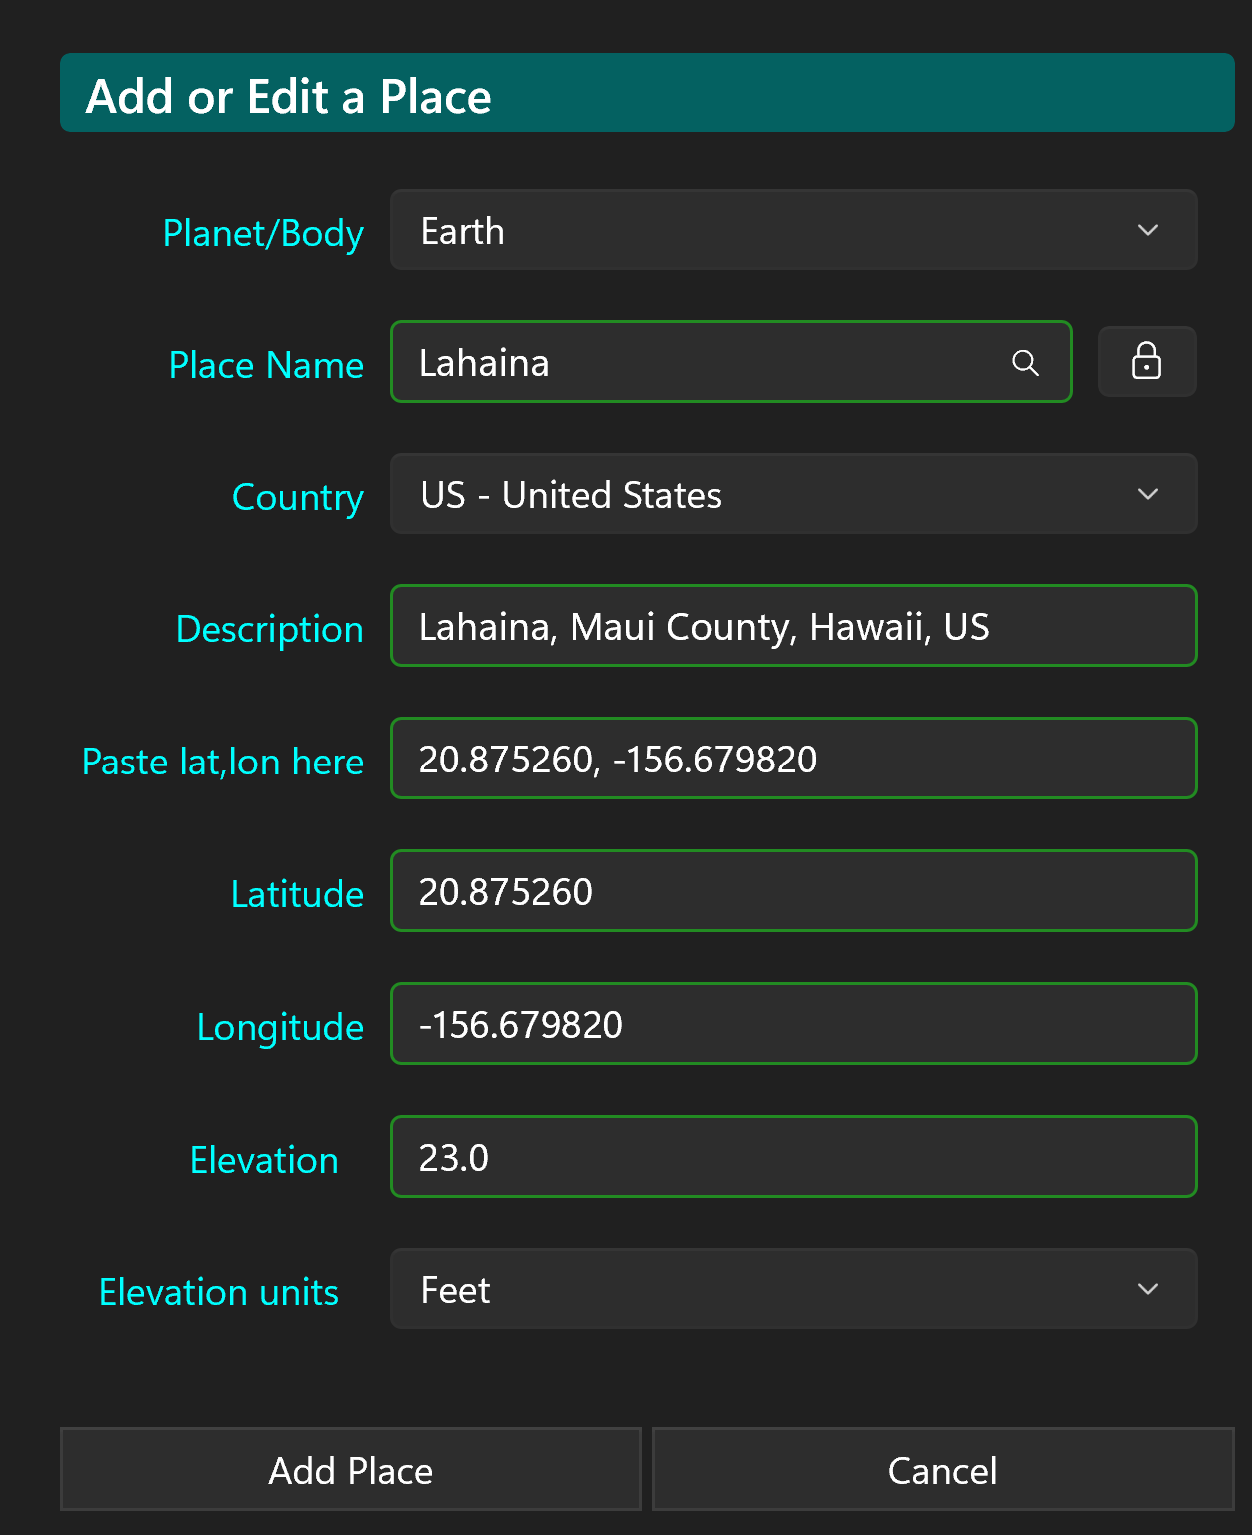 Add or Edit a Place
Planet/Body Earth
Place Name Lahaina
Country US - United States
Description Lahaina, Maui County, Hawaii, US
Paste lat,lon here 20.875260, -156.679820
Latitude 20.875260
Longitude -156.679820
Elevation 23.0
Elevation units Feet
Add Place Cancel